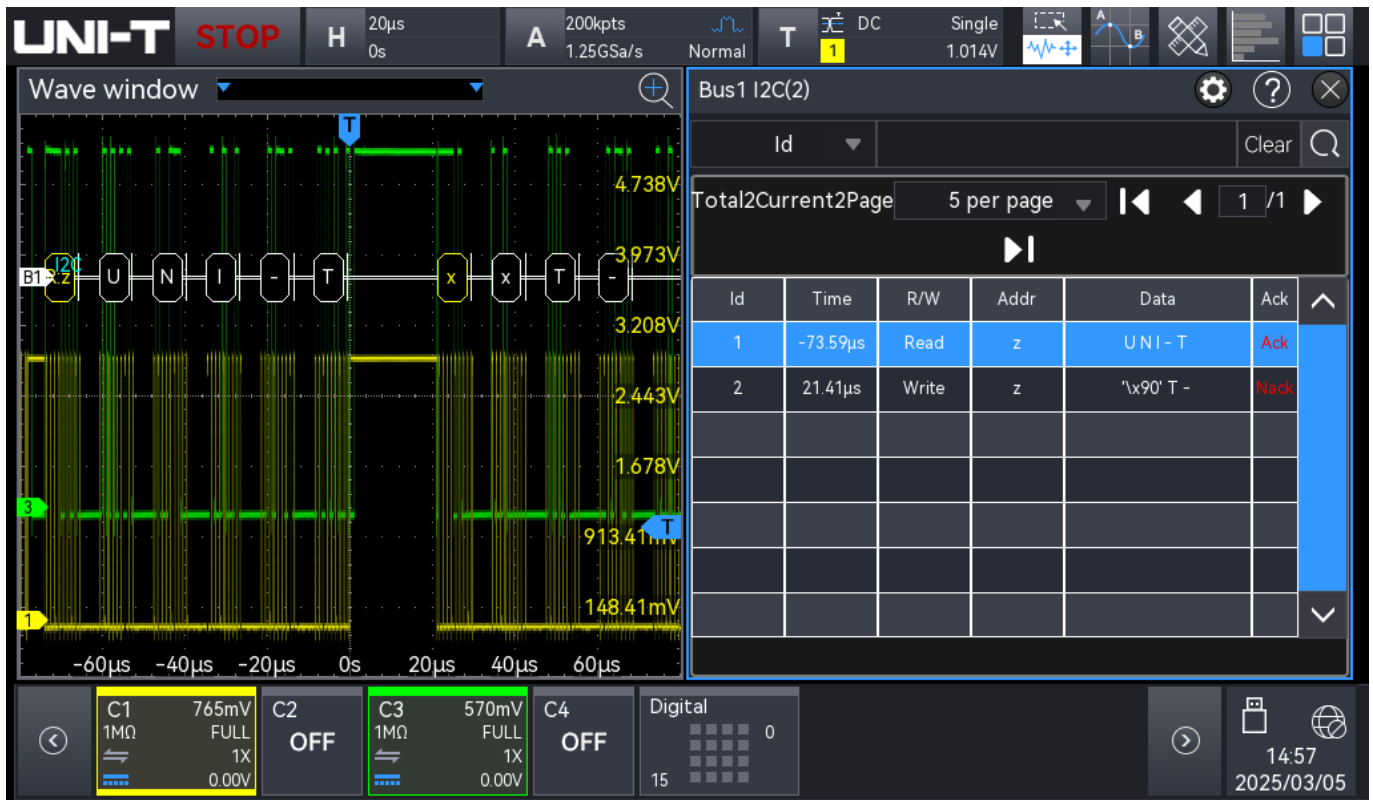 UNI-T STOP H 20μs 0s A 200kpts 1.25GSa/s Normal T DC 1 Single 1.014V A B
Wave window
T
4.738V
3.973V
B1 I2C U N I - T x x T -
3.208V
2.443V
1.678V
3
T
1
148.41mV
-60μs -40μs -20μs 0s 20μs 40μs 60μs
Bus1 I2C(2)
Id Clear
Total2Current2Page 5 per page 1 /1
Id Time R/W Addr Data Ack
1 -73.59μs Read z U N I - T Ack
2 21.41μs Write z '\x90' T - Nack
C1 765mV
1MΩ FULL
1X
0.00V
C2
OFF
C3 570mV
1MΩ FULL
1X
0.00V
C4
OFF
Digital
0
15
14:57
2025/03/05